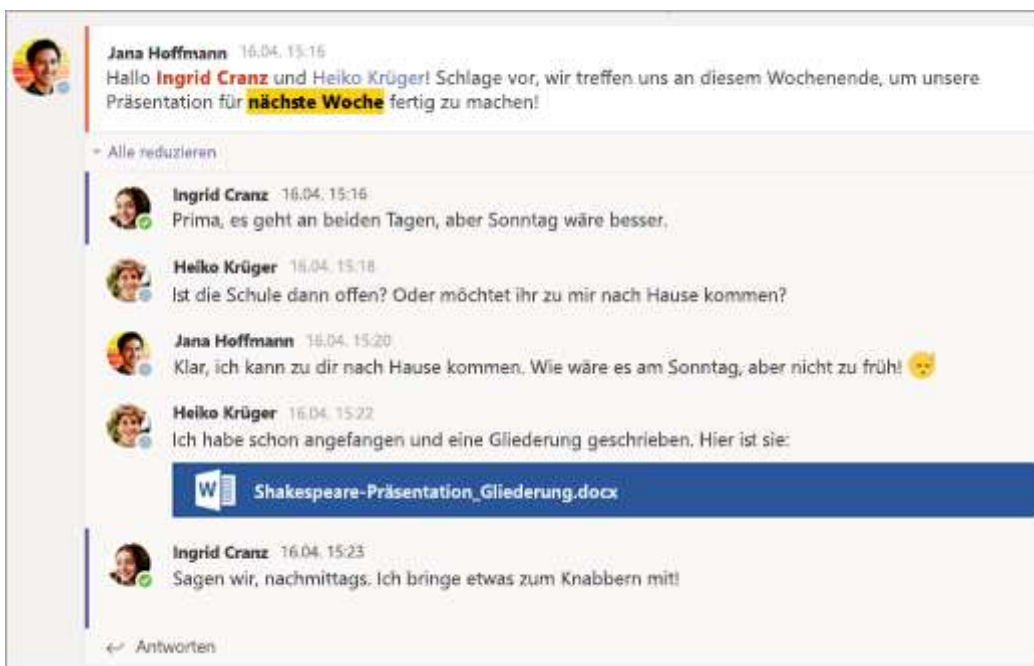 Jana Hoffmann 16.04. 15:16
Hallo Ingrid Cranz und Heiko Krüger! Schlage vor, wir treffen uns an diesem Wochenende, um unsere
Präsentation für nächste Woche fertig zu machen!
Alle reduzieren
Ingrid Cranz 16.04. 15:16
Prima, es geht an beiden Tagen, aber Sonntag wäre besser.
Heiko Krüger 16.04. 15:18
Ist die Schule dann offen? Oder möchtet ihr zu mir nach Hause kommen?
Jana Hoffmann 16.04. 15:20
Klar, ich kann zu dir nach Hause kommen. Wie wäre es am Sonntag, aber nicht zu früh!
Heiko Krüger 16.04. 15:22
Ich habe schon angefangen und eine Gliederung geschrieben. Hier ist sie:
W Shakespeare-Präsentation_Gliederung.docx
Ingrid Cranz 16.04. 15:23
Sagen wir, nachmittags. Ich bringe etwas zum Knabbern mit!
Antworten